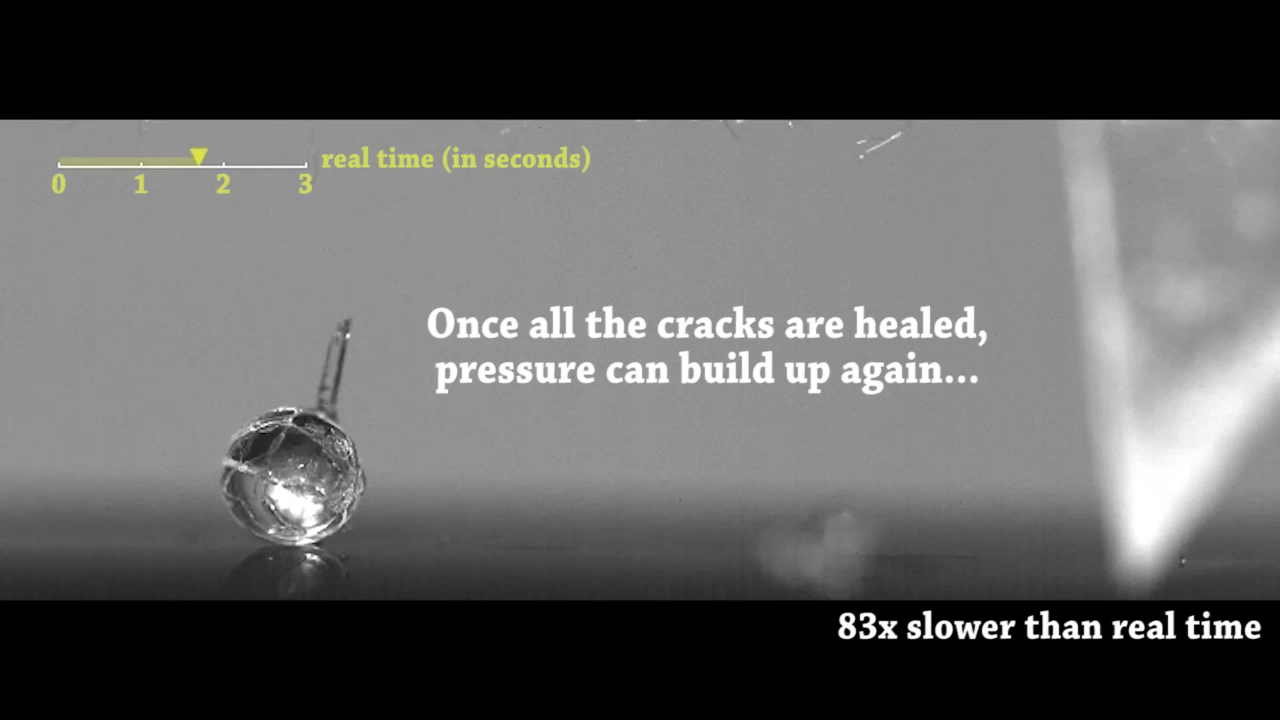 real time (in seconds)
0 1 2 3
Once all the cracks are healed,
pressure can build up again...
83x slower than real time